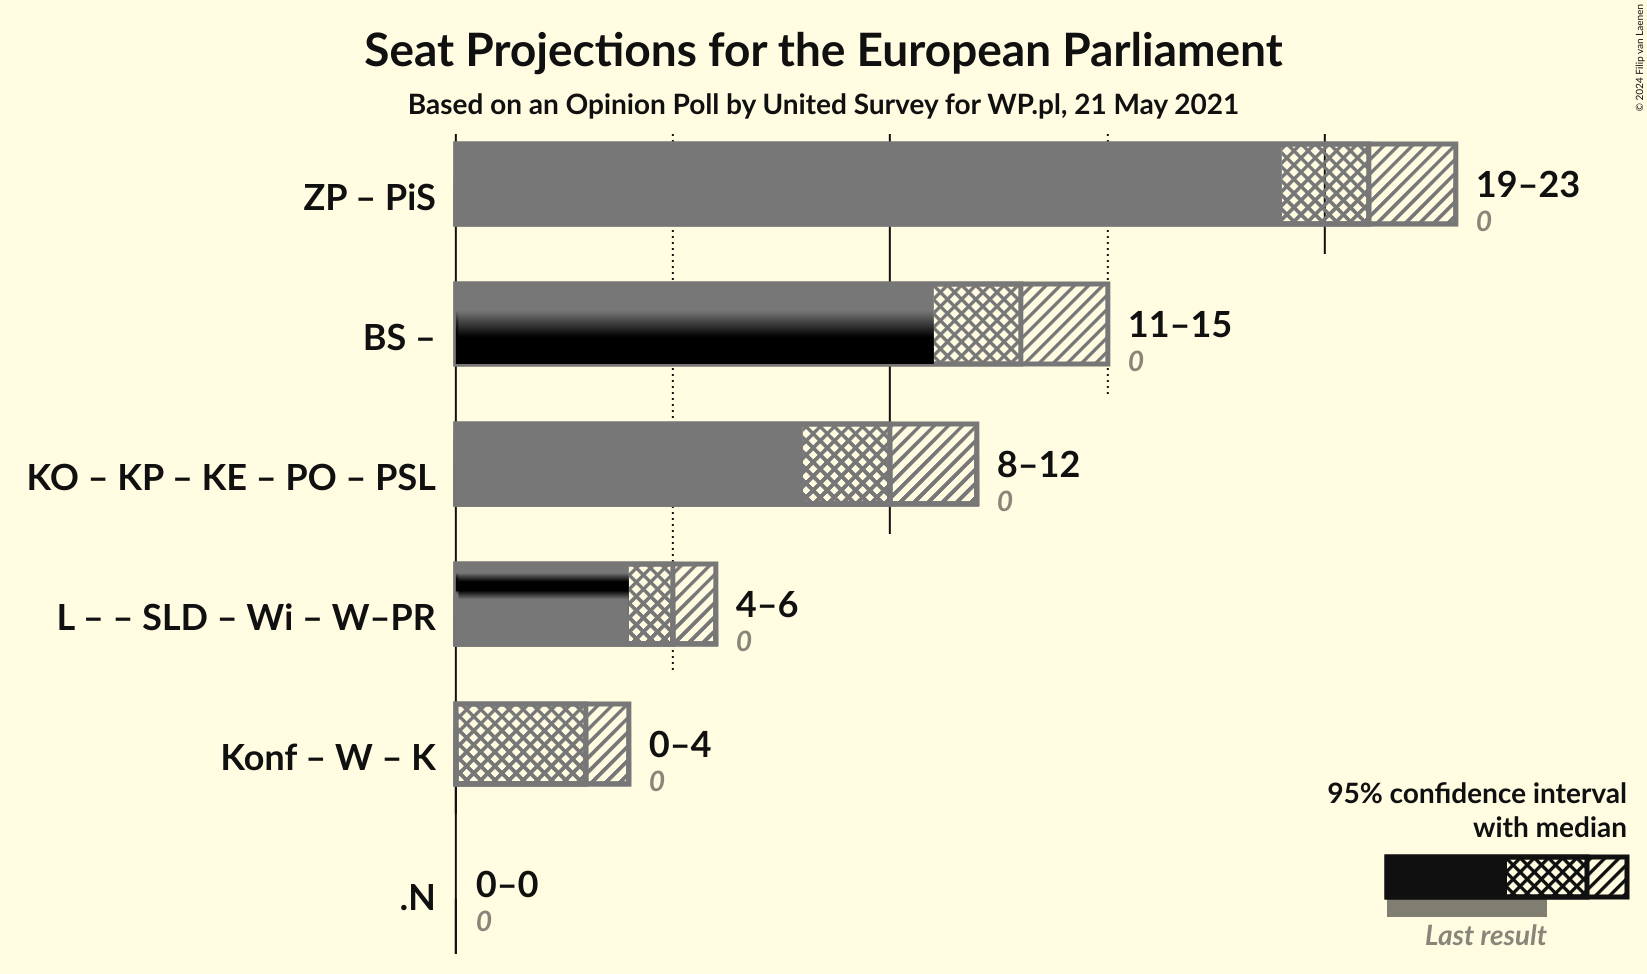 Seat Projections for the European Parliament
Based on an Opinion Poll by United Survey for WP.pl, 21 May 2021
© 2024 Filip van Laenen
ZP – PiS
19–23
0
BS –
11–15
0
KO – KP – KE – PO – PSL
8–12
0
L – – SLD – Wi – W–PR
4–6
0
Konf – W – K
0–4
0
.N
0–0
0
95% confidence interval
with median
Last result